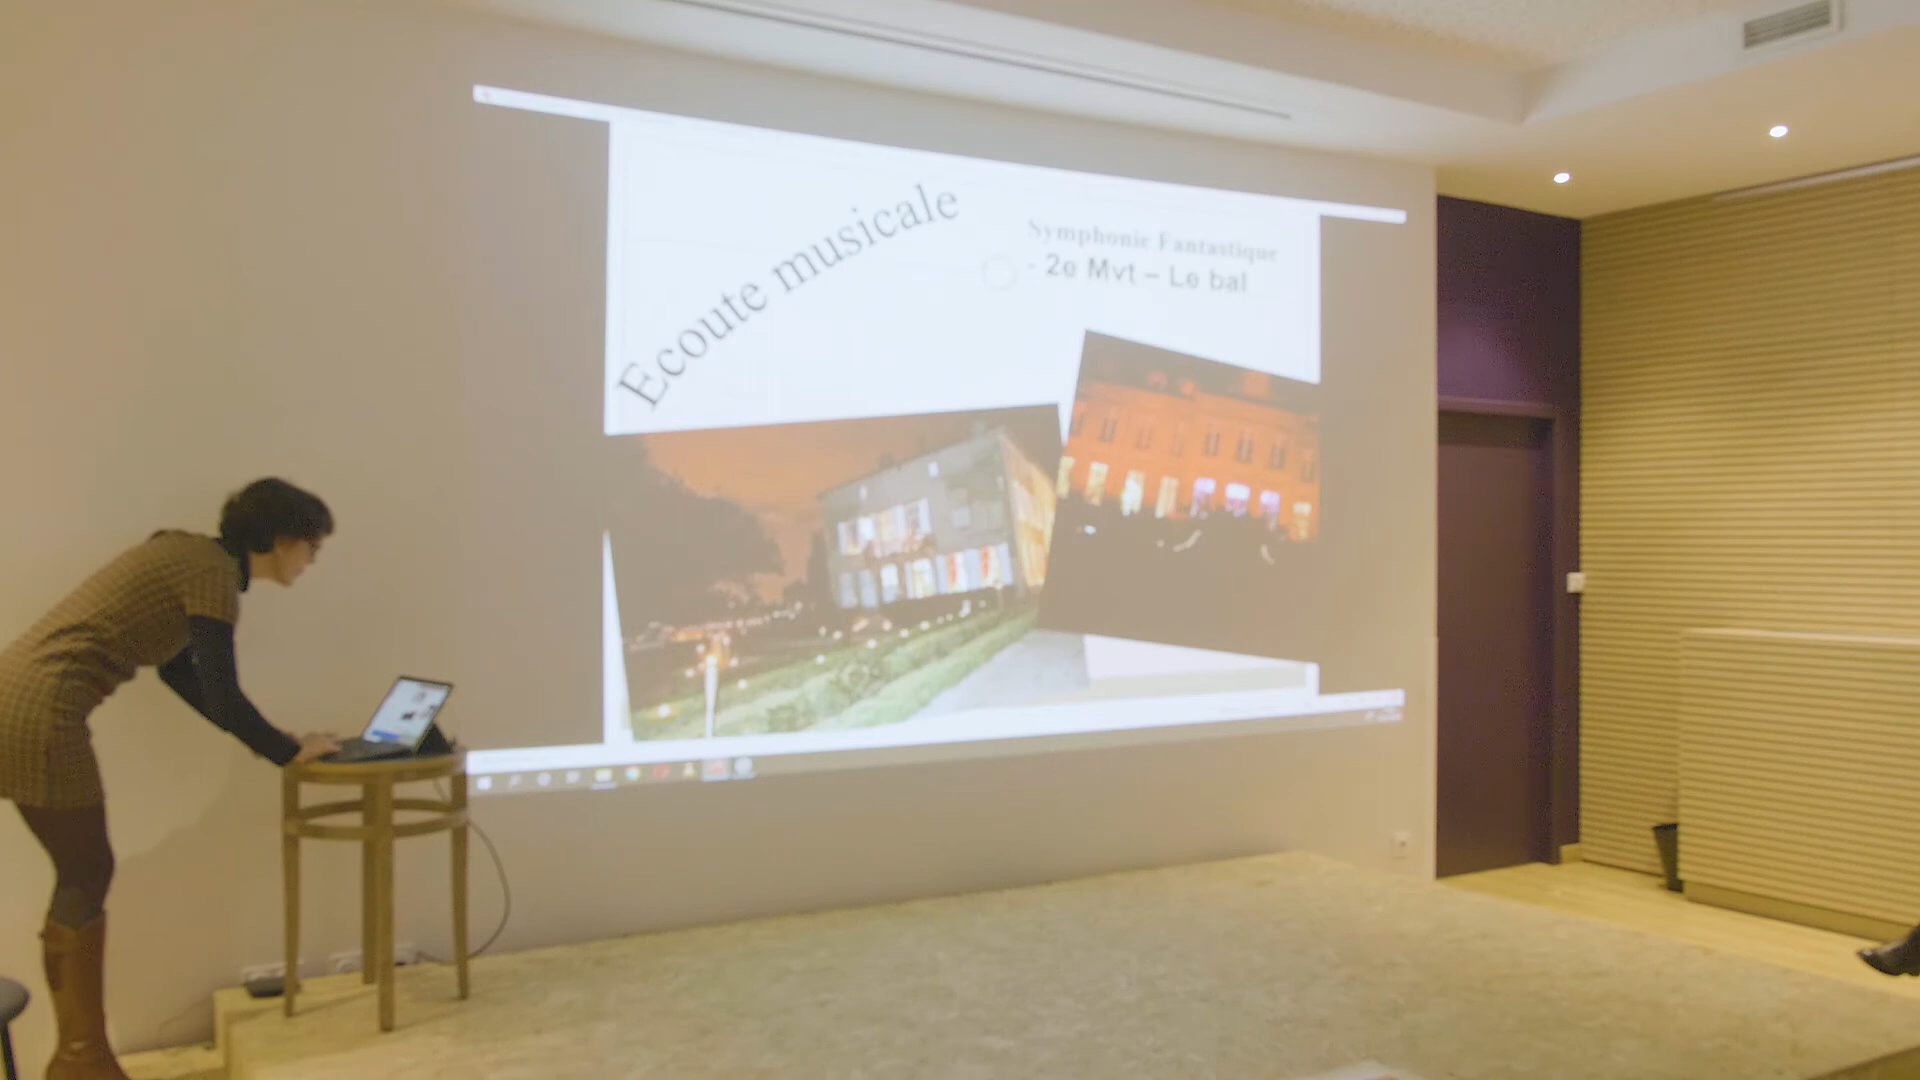 Ecoute musicale
Symphonie Fantastique
- 2e Mvt – Le bal